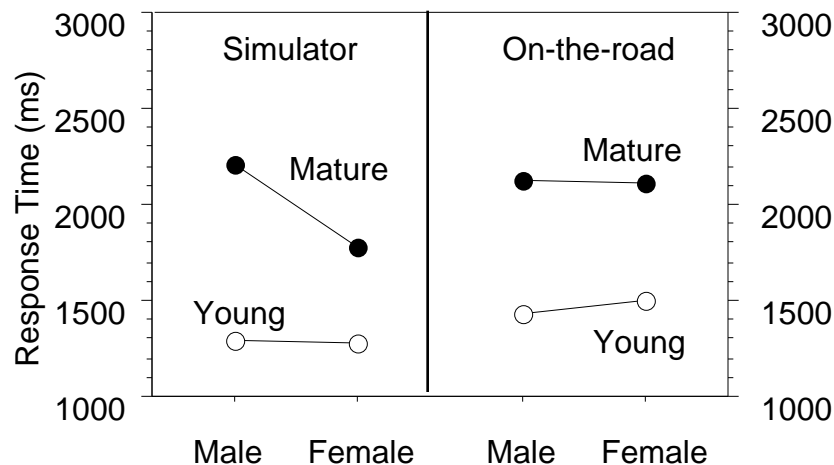 3000 3000
Simulator On-the-road
2500 2500
Mature Mature
2000 2000
Response Time (ms)
1500 1500
Young Young
1000 1000
Male Female Male Female